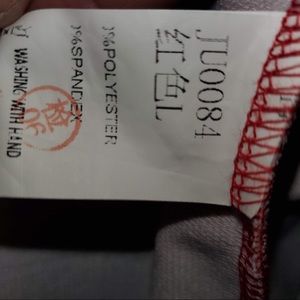 JU0084
红色L
%POLYESTER
%SPANDEX
WASHING WITH HAND